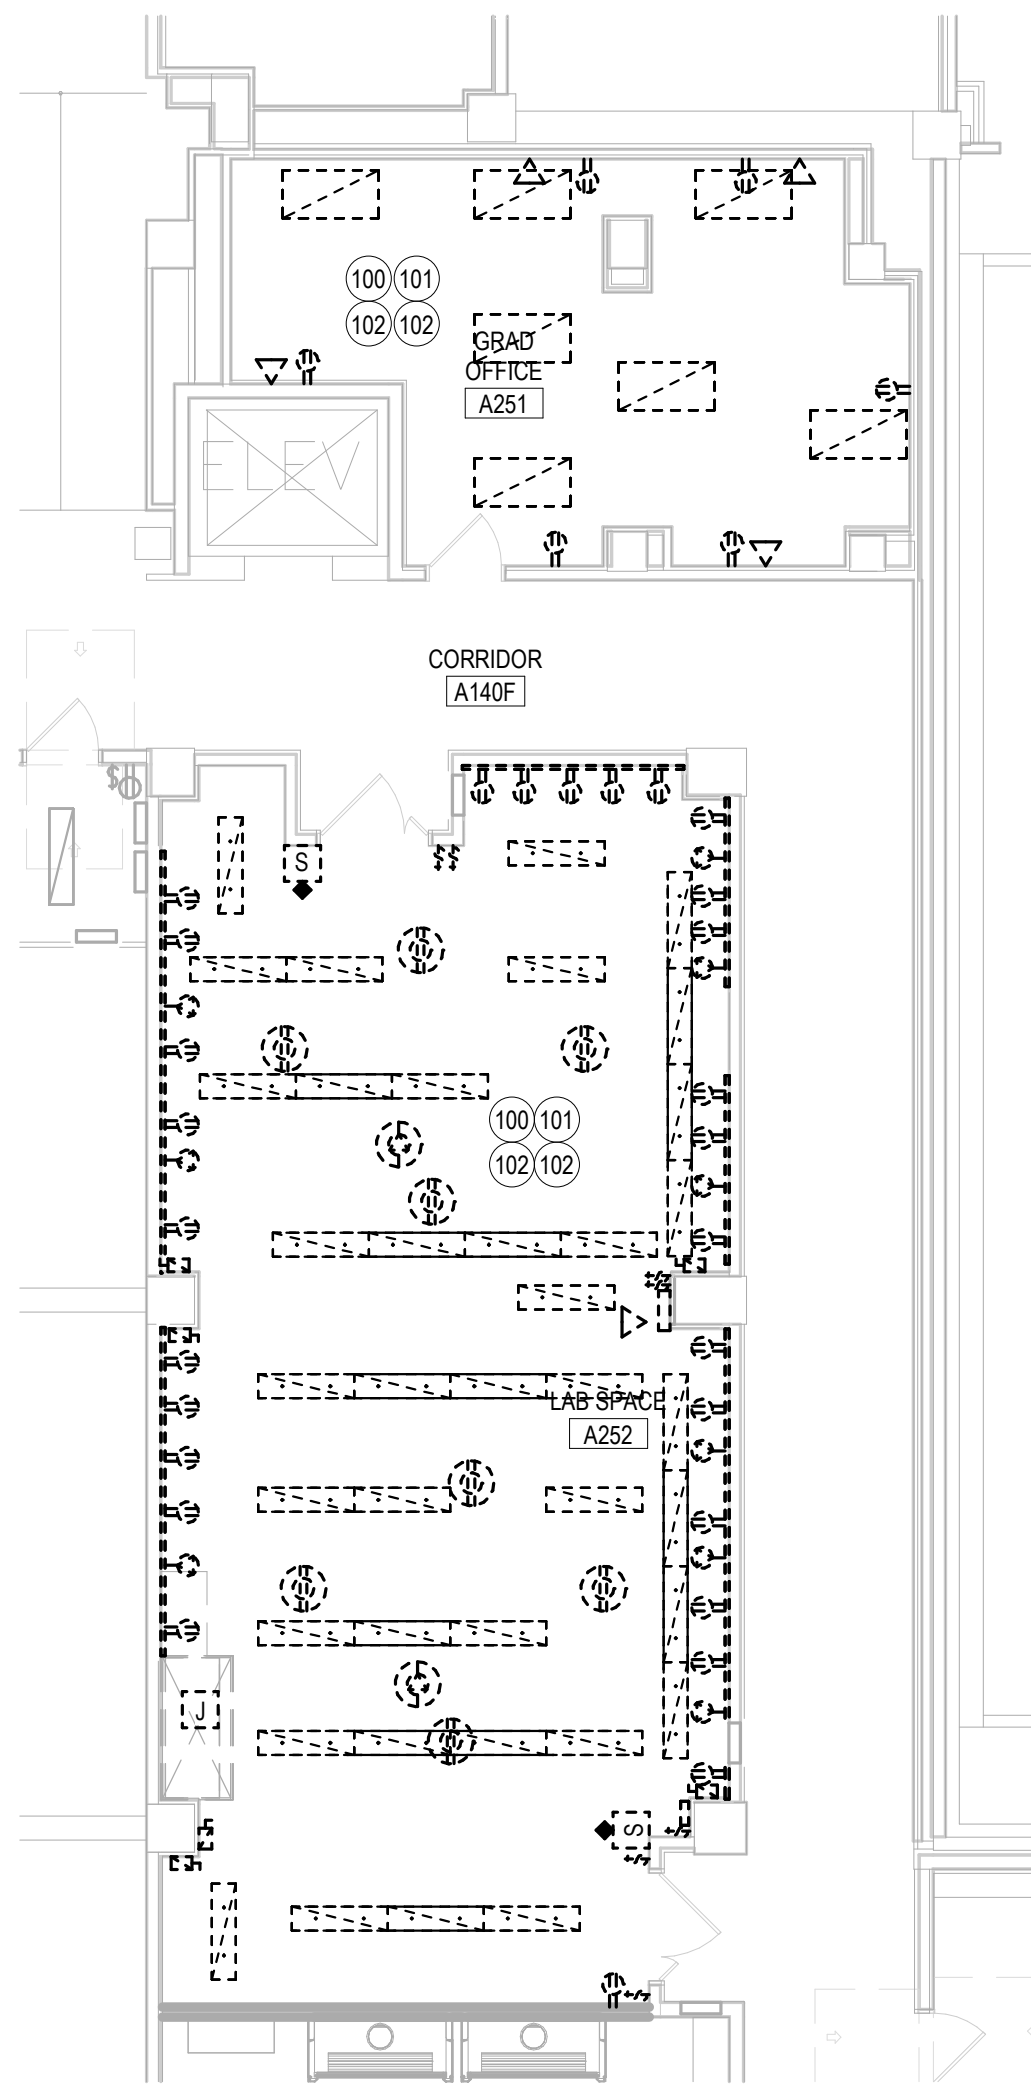 100 101
102 102
GRAD
OFFICE
A251
ELEV
CORRIDOR
A140F
$
S
$$
100 101
102 102
$
LAB SPACE
A252
J
S
$
$
$